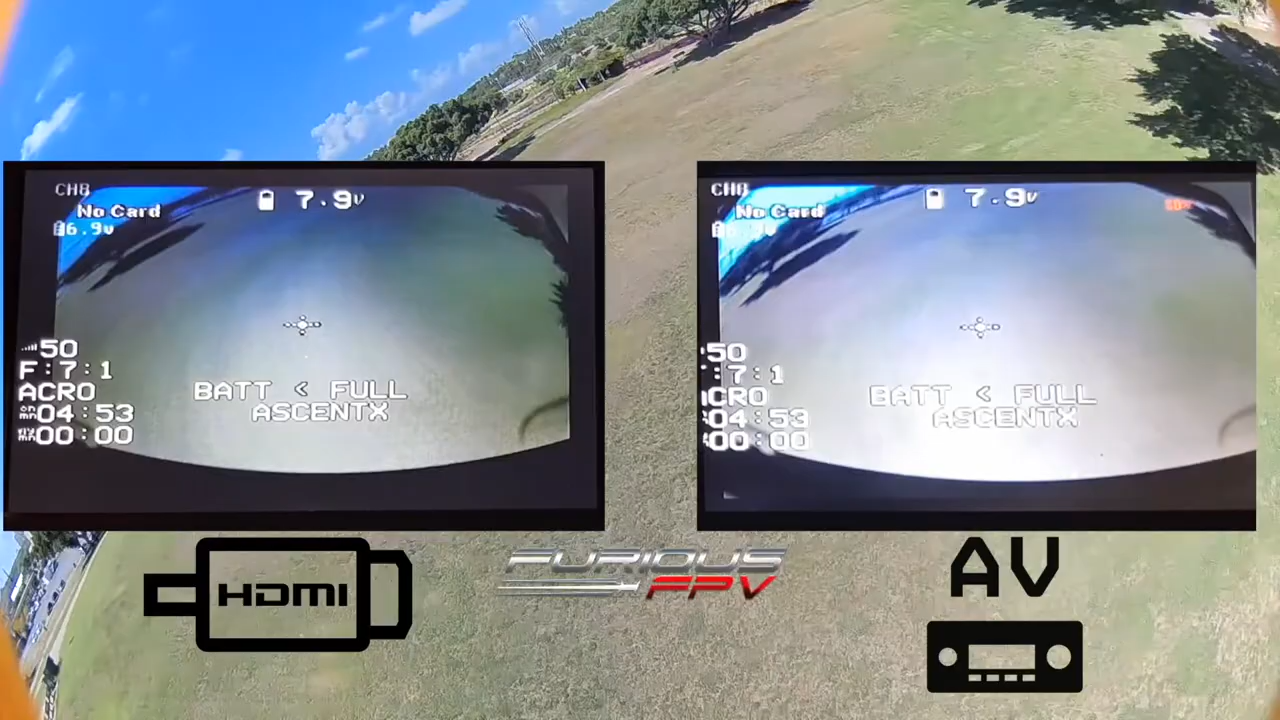 CH8
No Card
6.9v
7.9v
50
F:7:1
ACRO
04:53
00:00
BATT < FULL
ASCENTX
CH8
No Card
7.9v
50
:7:1
CRO
04:53
00:00
BATT < FULL
ASCENTX
HDMI
FURIOUS
FPV
AV